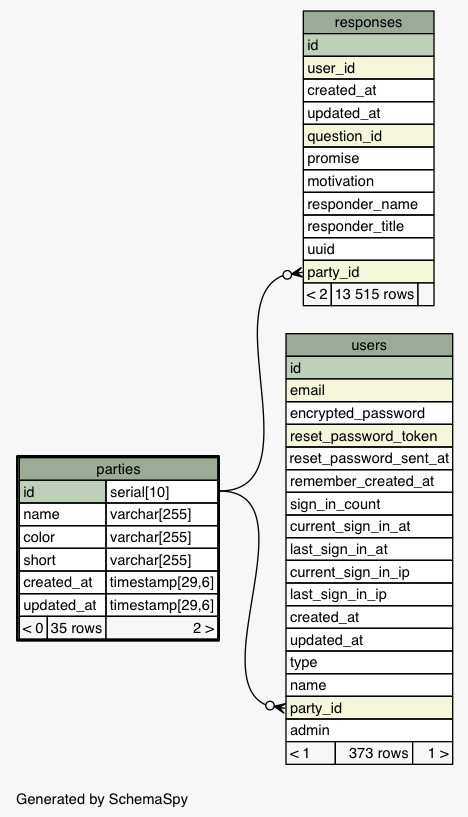 responses
id
user_id
created_at
updated_at
question_id
promise
motivation
responder_name
responder_title
uuid
party_id
< 2 13 515 rows
users
id
email
encrypted_password
reset_password_token
reset_password_sent_at
remember_created_at
sign_in_count
current_sign_in_at
last_sign_in_at
current_sign_in_ip
last_sign_in_ip
created_at
updated_at
type
name
party_id
admin
< 1 373 rows 1 >
parties
id serial[10]
name varchar[255]
color varchar[255]
short varchar[255]
created_at timestamp[29,6]
updated_at timestamp[29,6]
< 0 35 rows 2 >
Generated by SchemaSpy